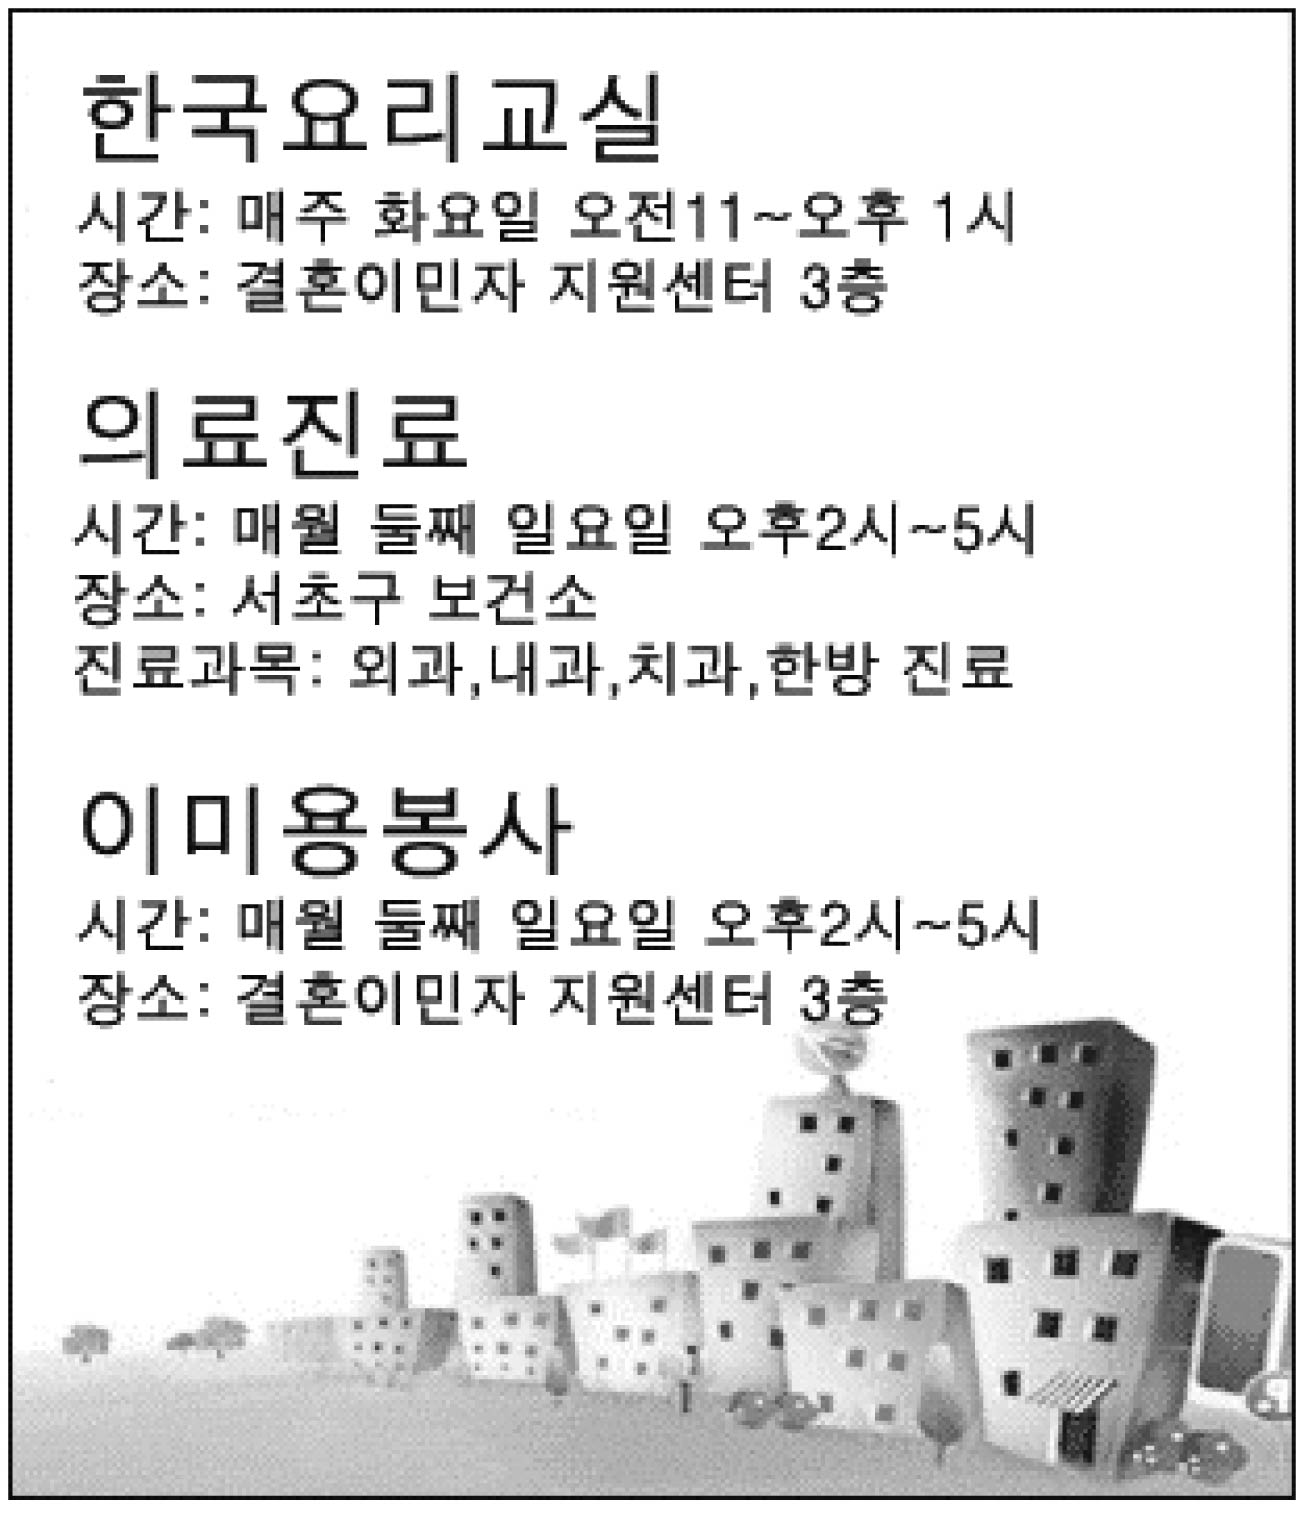 한국요리교실
시간: 매주 화요일 오전11~오후 1시
장소: 결혼이민자 지원센터 3층
의료진료
시간: 매월 둘째 일요일 오후2시~5시
장소: 서초구 보건소
진료과목: 외과,내과,치과,한방 진료
이미용봉사
시간: 매월 둘째 일요일 오후2시~5시
장소: 결혼이민자 지원센터 3층